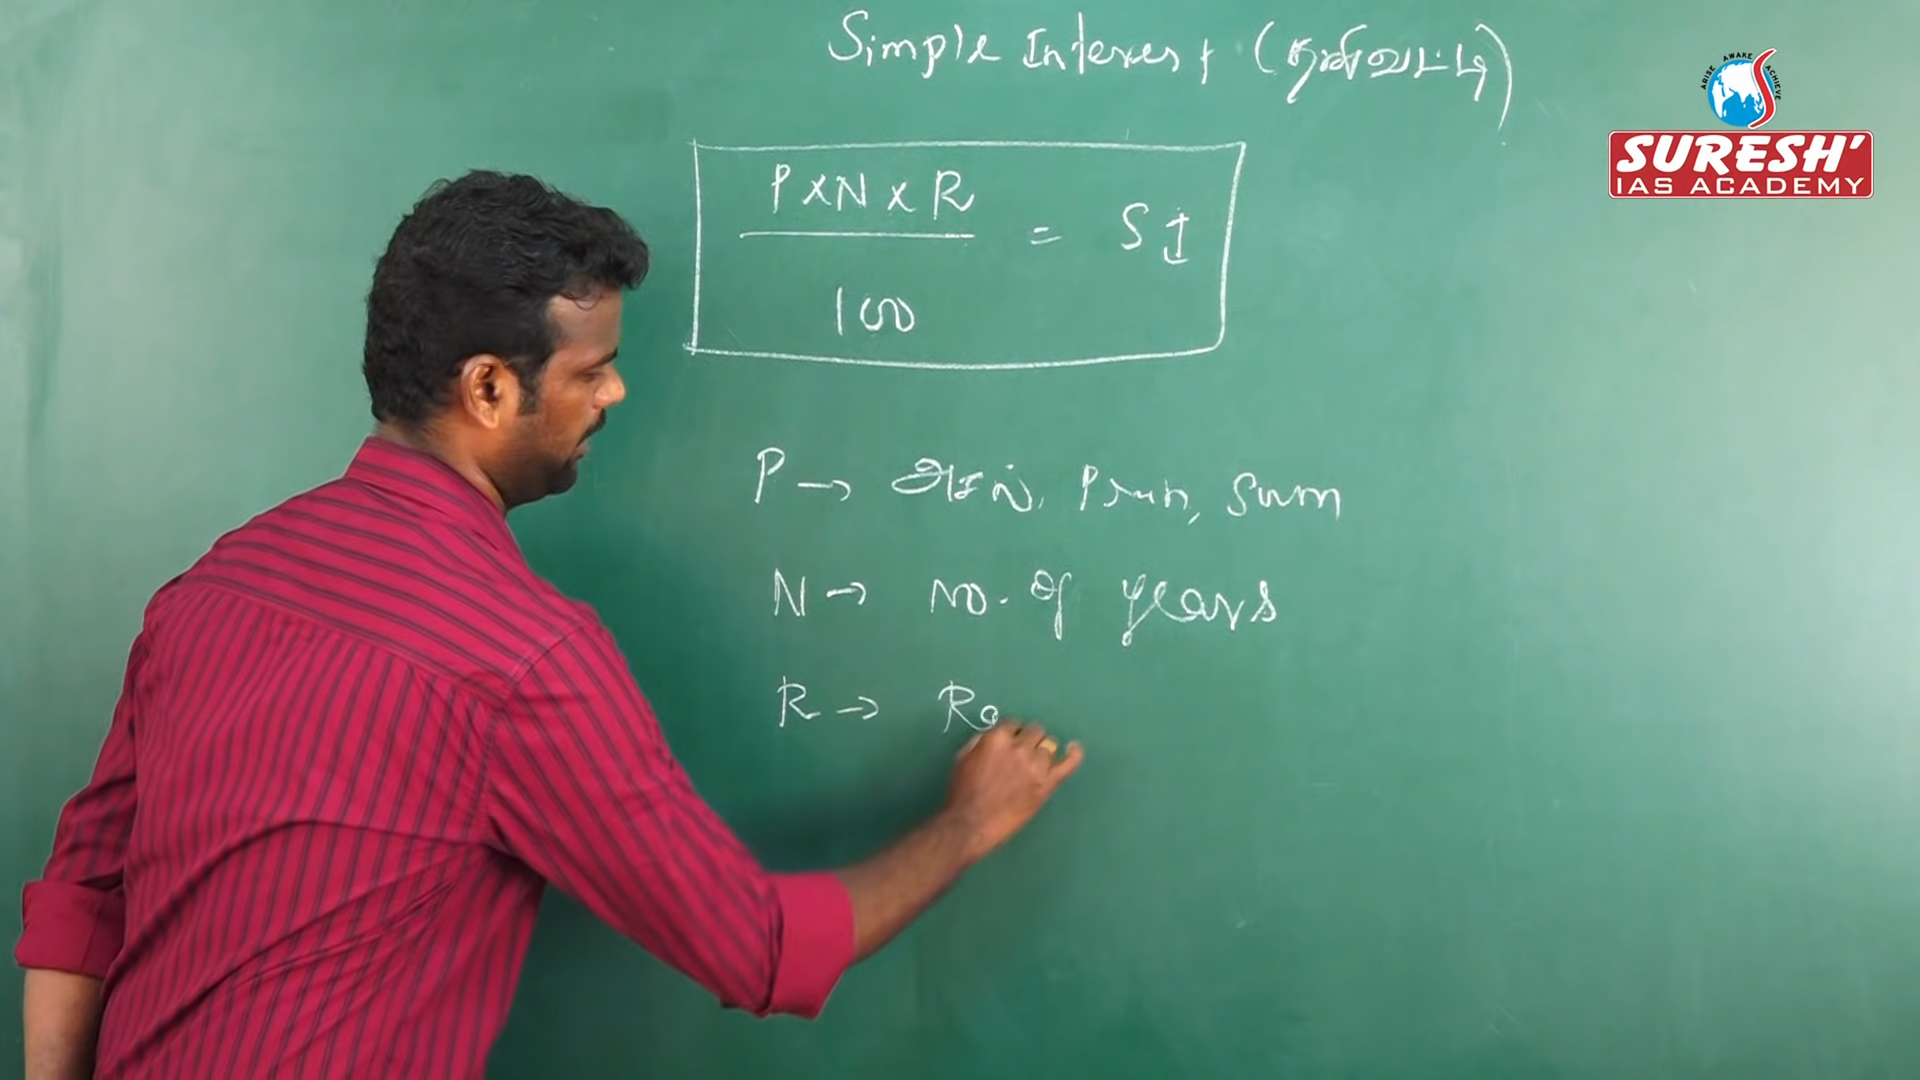 Simple Interest (தனிவட்டி)
ARISE AWAKE ACHIEVE
SURESH'
IAS ACADEMY
P x N x R
100
= SI
P → அசல், Prin, Sum
N → no. of years
R → Ra